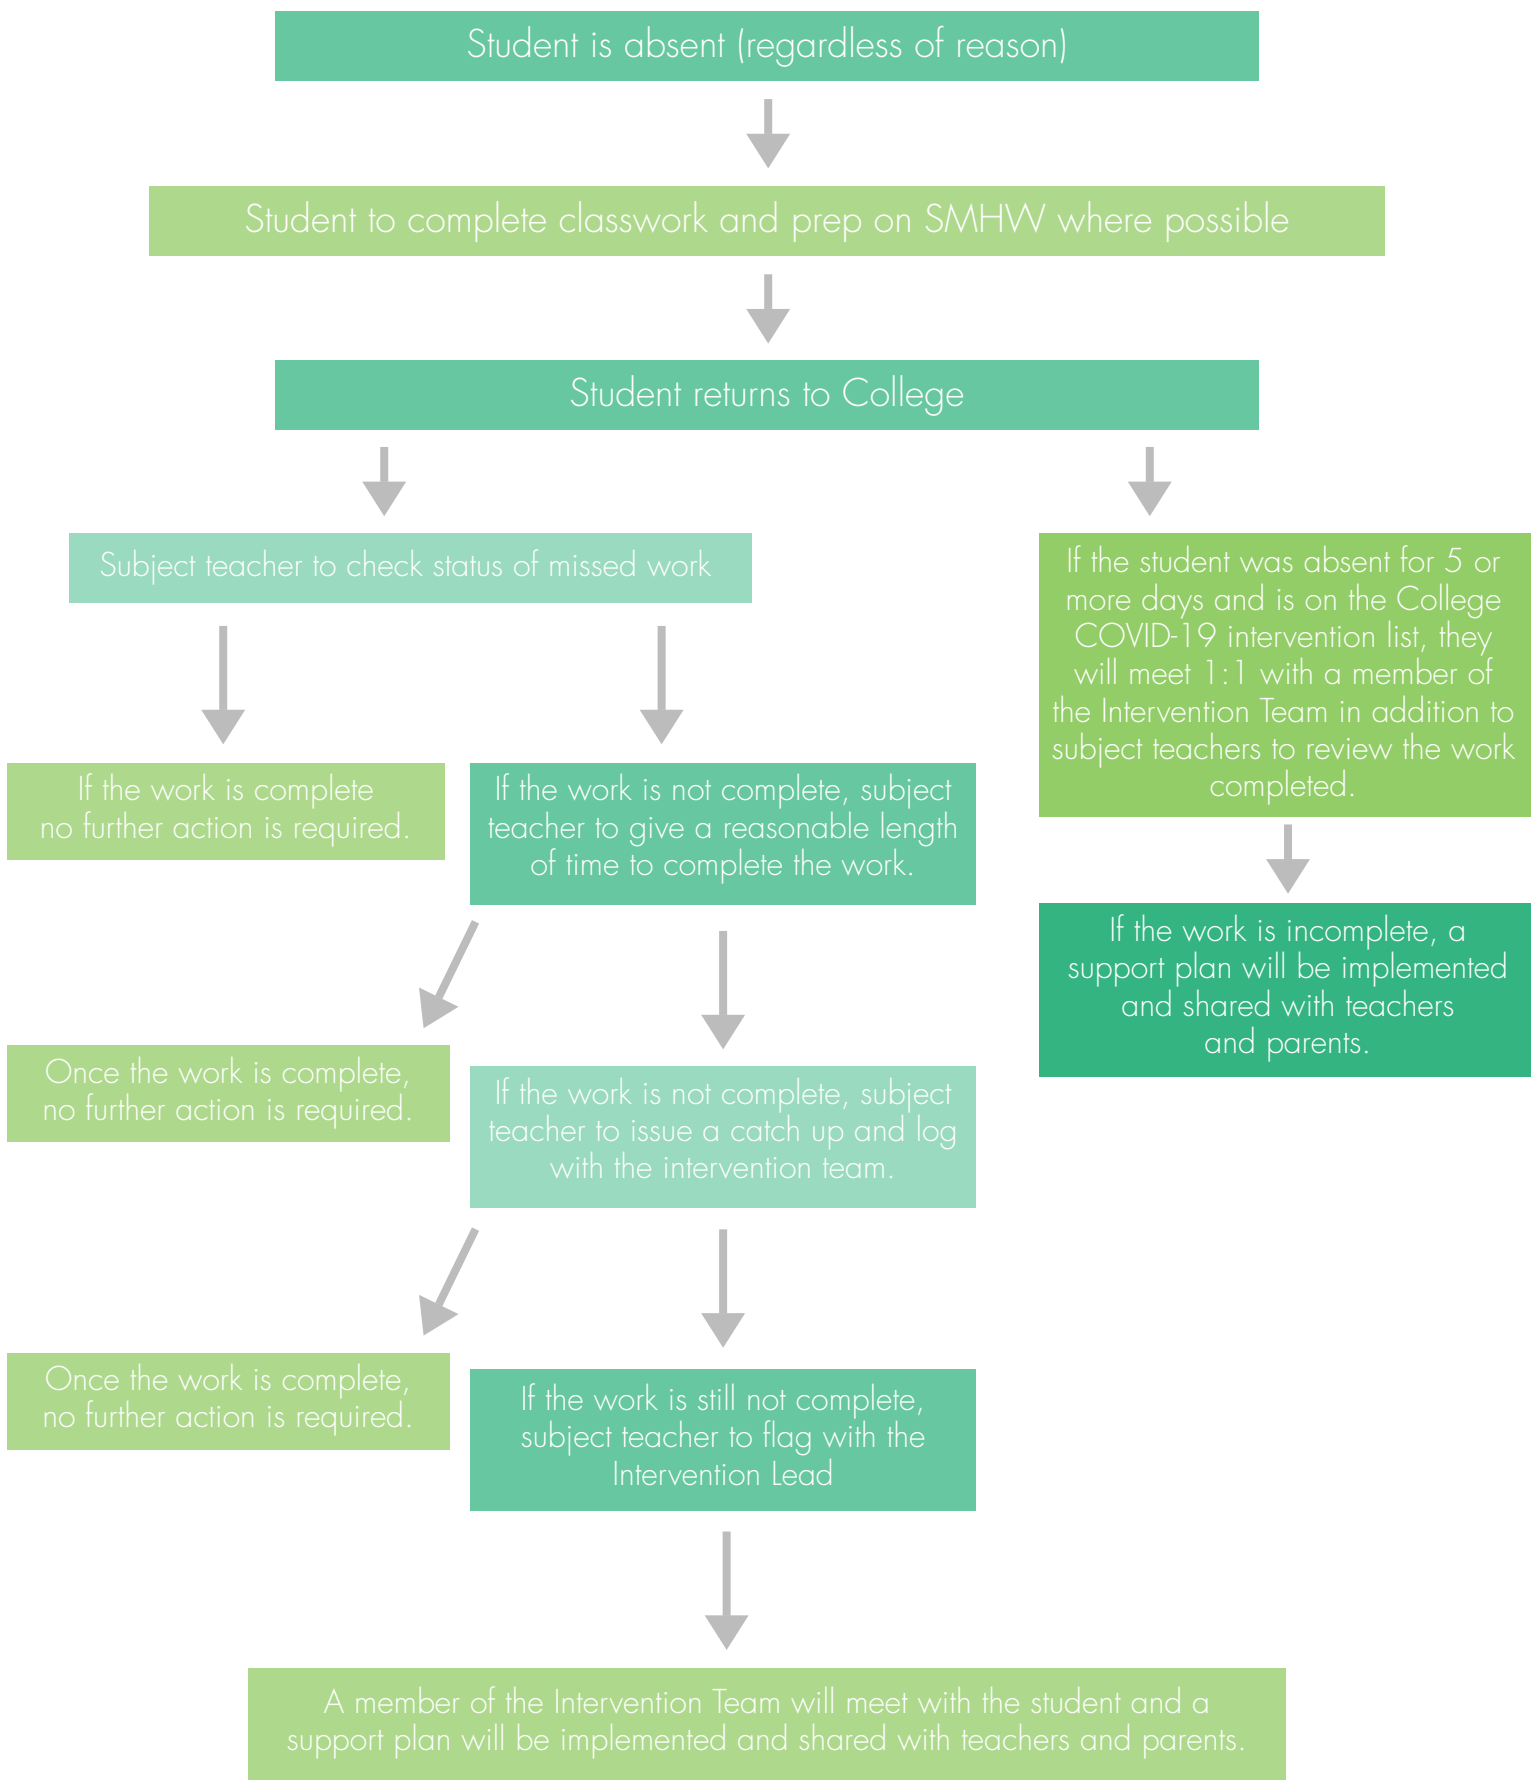 Student is absent (regardless of reason)
Student to complete classwork and prep on SMHW where possible
Student returns to College
Subject teacher to check status of missed work
If the student was absent for 5 or
more days and is on the College
COVID-19 intervention list, they
will meet 1:1 with a member of
the Intervention Team in addition to
subject teachers to review the work
completed.
If the work is complete
no further action is required.
If the work is not complete, subject
teacher to give a reasonable length
of time to complete the work.
If the work is incomplete, a
support plan will be implemented
and shared with teachers
and parents.
Once the work is complete,
no further action is required.
If the work is not complete, subject
teacher to issue a catch up and log
with the intervention team.
Once the work is complete,
no further action is required.
If the work is still not complete,
subject teacher to flag with the
Intervention Lead
A member of the Intervention Team will meet with the student and a
support plan will be implemented and shared with teachers and parents.